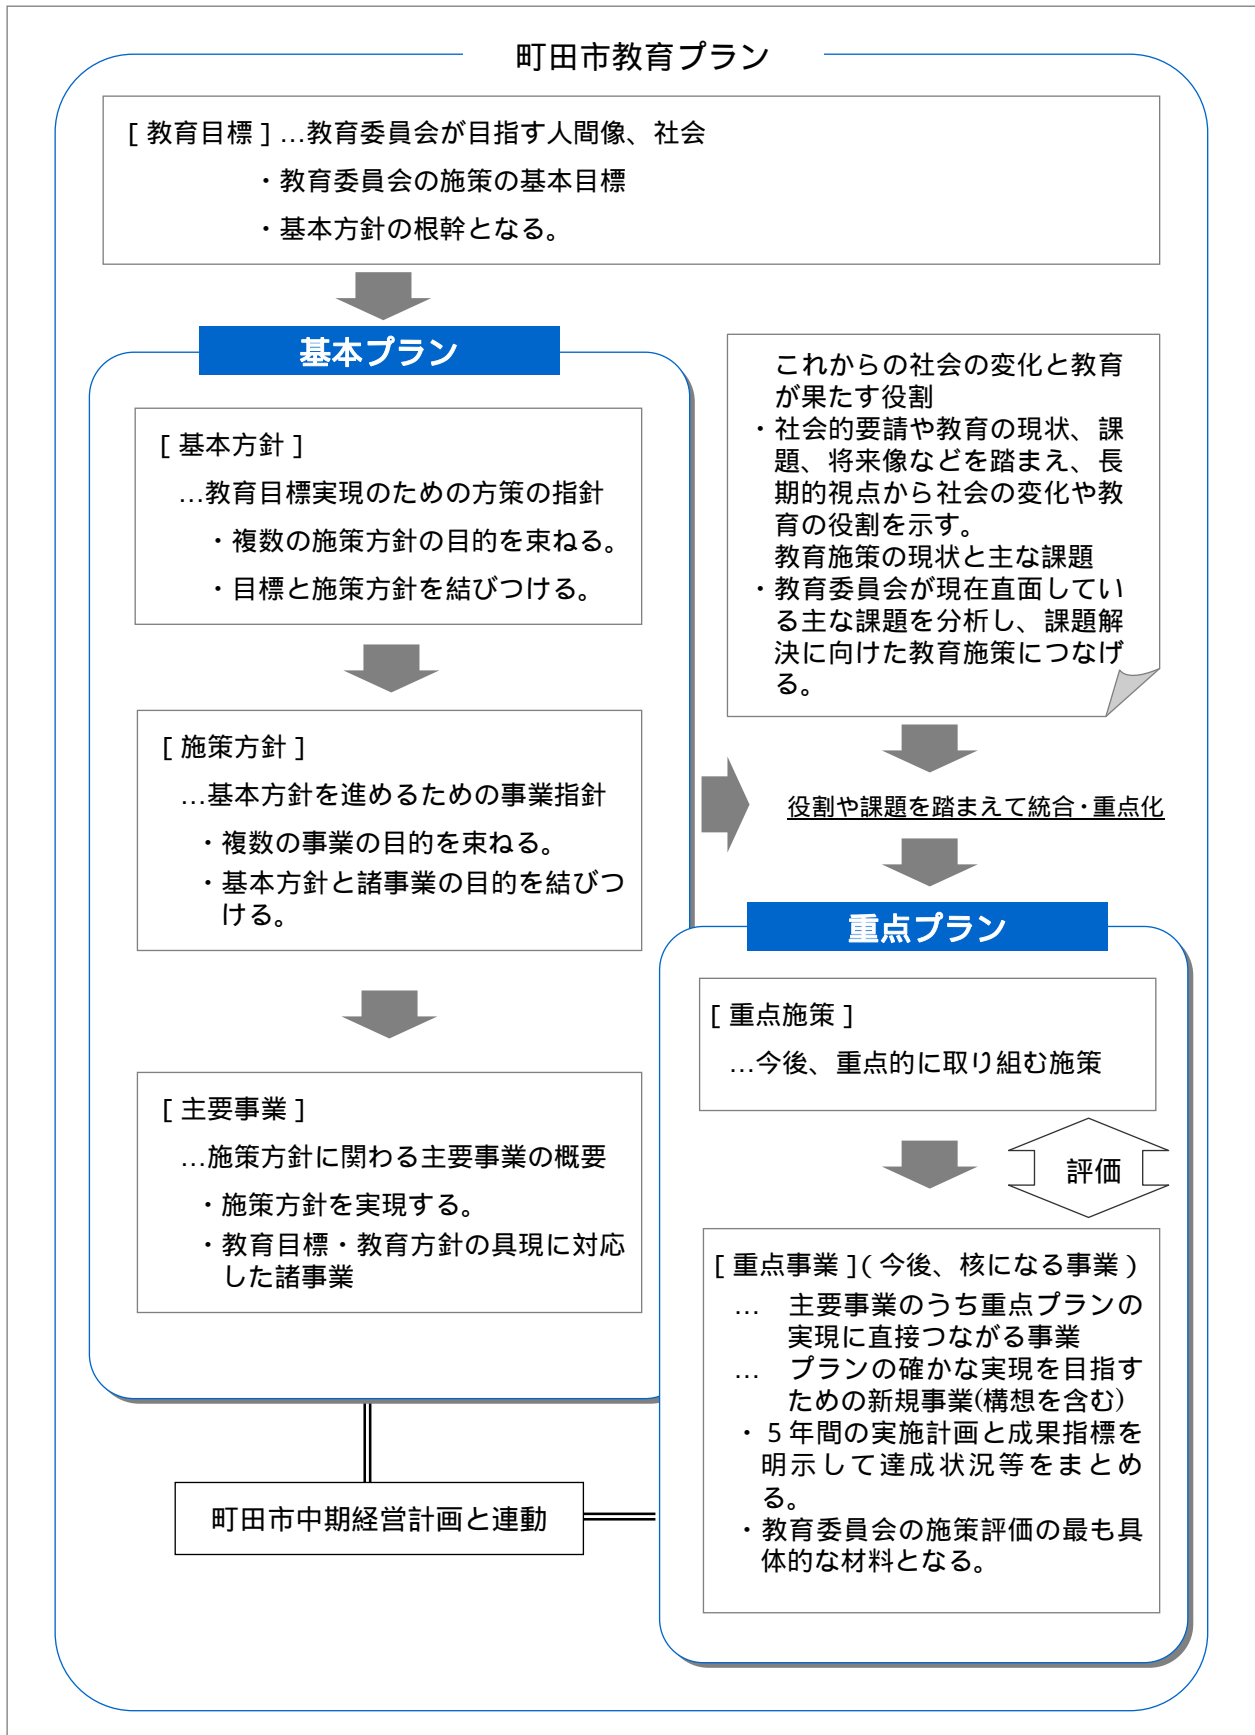 町田市教育プラン
[ 教育目標 ] …教育委員会が目指す人間像、社会
・教育委員会の施策の基本目標
・基本方針の根幹となる。
基本プラン
[ 基本方針 ]
…教育目標実現のための方策の指針
・複数の施策方針の目的を束ねる。
・目標と施策方針を結びつける。
[ 施策方針 ]
…基本方針を進めるための事業指針
・複数の事業の目的を束ねる。
・基本方針と諸事業の目的を結びつ
ける。
[ 主要事業 ]
…施策方針に関わる主要事業の概要
・施策方針を実現する。
・教育目標・教育方針の具現に対応
した諸事業
町田市中期経営計画と連動
これからの社会の変化と教育
が果たす役割
・社会的要請や教育の現状、課
題、将来像などを踏まえ、長
期的視点から社会の変化や教
育の役割を示す。
教育施策の現状と主な課題
・教育委員会が現在直面してい
る主な課題を分析し、課題解
決に向けた教育施策につなげ
る。
役割や課題を踏まえて統合・重点化
重点プラン
[ 重点施策 ]
…今後、重点的に取り組む施策
評価
[ 重点事業 ] ( 今後、核になる事業 )
… 主要事業のうち重点プランの
実現に直接つながる事業
… プランの確かな実現を目指す
ための新規事業(構想を含む)
・５年間の実施計画と成果指標を
明示して達成状況等をまとめ
る。
・教育委員会の施策評価の最も具
体的な材料となる。